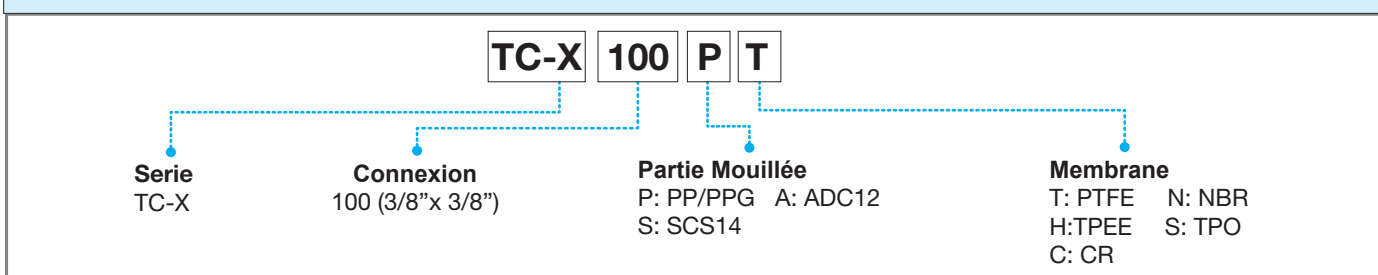 TC-X 100 P T
Serie
TC-X
Connexion
100 (3/8”x 3/8”)
Partie Mouillée
P: PP/PPG A: ADC12
S: SCS14
Membrane
T: PTFE N: NBR
H:TPEE S: TPO
C: CR